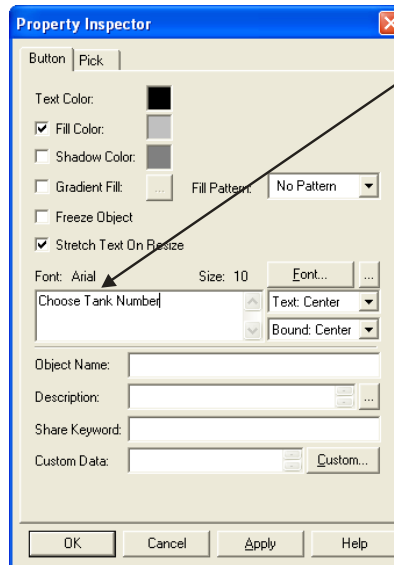 Property Inspector
Button Pick
Text Color:
Fill Color:
Shadow Color:
Gradient Fill: ... Fill Pattern: No Pattern
Freeze Object
Stretch Text On Resize
Font: Arial Size: 10 Font... ...
Choose Tank Number Text: Center
Bound: Center
Object Name:
Description: ...
Share Keyword:
Custom Data: Custom...
OK Cancel Apply Help